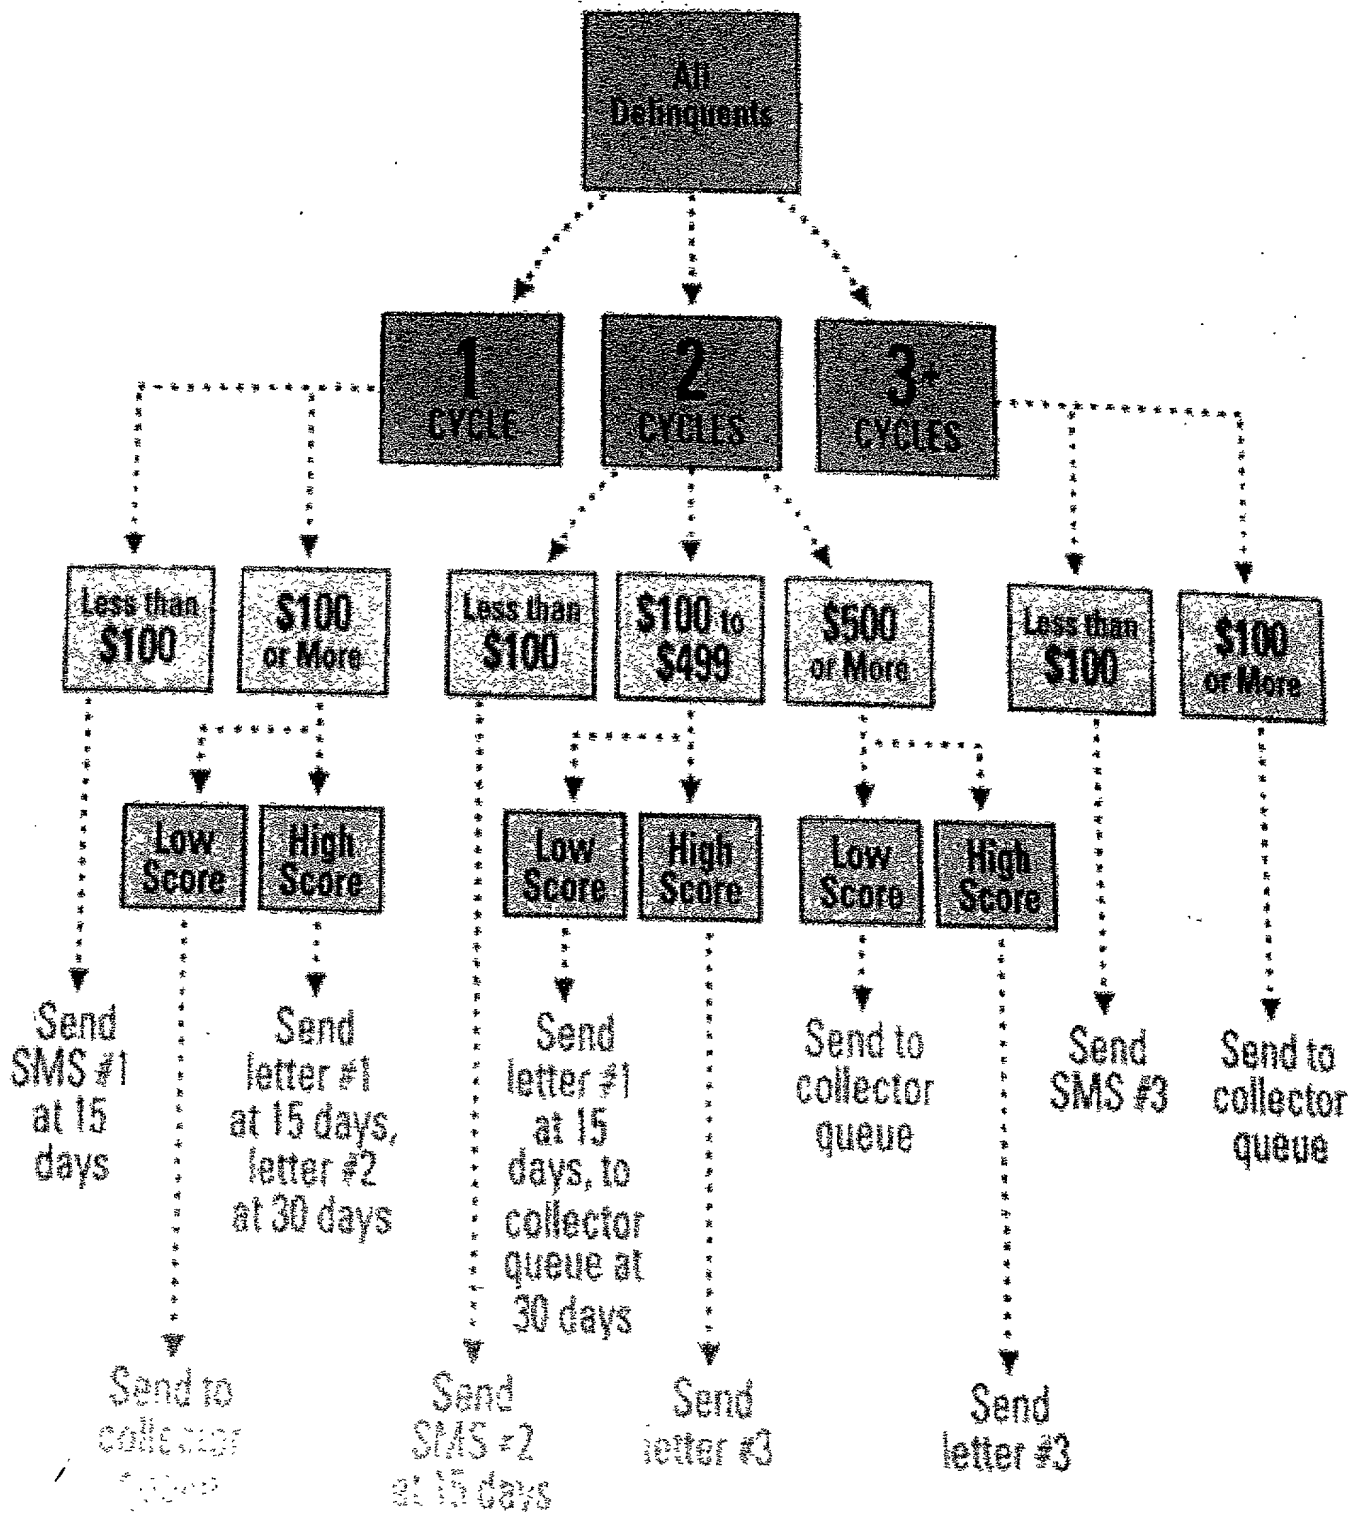 All
Delinquents
1
CYCLE
2
CYCLES
3+
CYCLES
Less than
$100
$100
or More
Less than
$100
$100 to
$499
$500
or More
Less than
$100
$100
or More
Low
Score
High
Score
Low
Score
High
Score
Low
Score
High
Score
Send
SMS #1
at 15
days
Send
letter #1
at 15 days,
letter #2
at 30 days
Send
letter #1
at 15
days, to
collector
queue at
30 days
Send to
collector
queue
Send
SMS #3
Send to
collector
queue
Send to
collector
Send
SMS #2
at 15 days
Send
letter #3
Send
letter #3